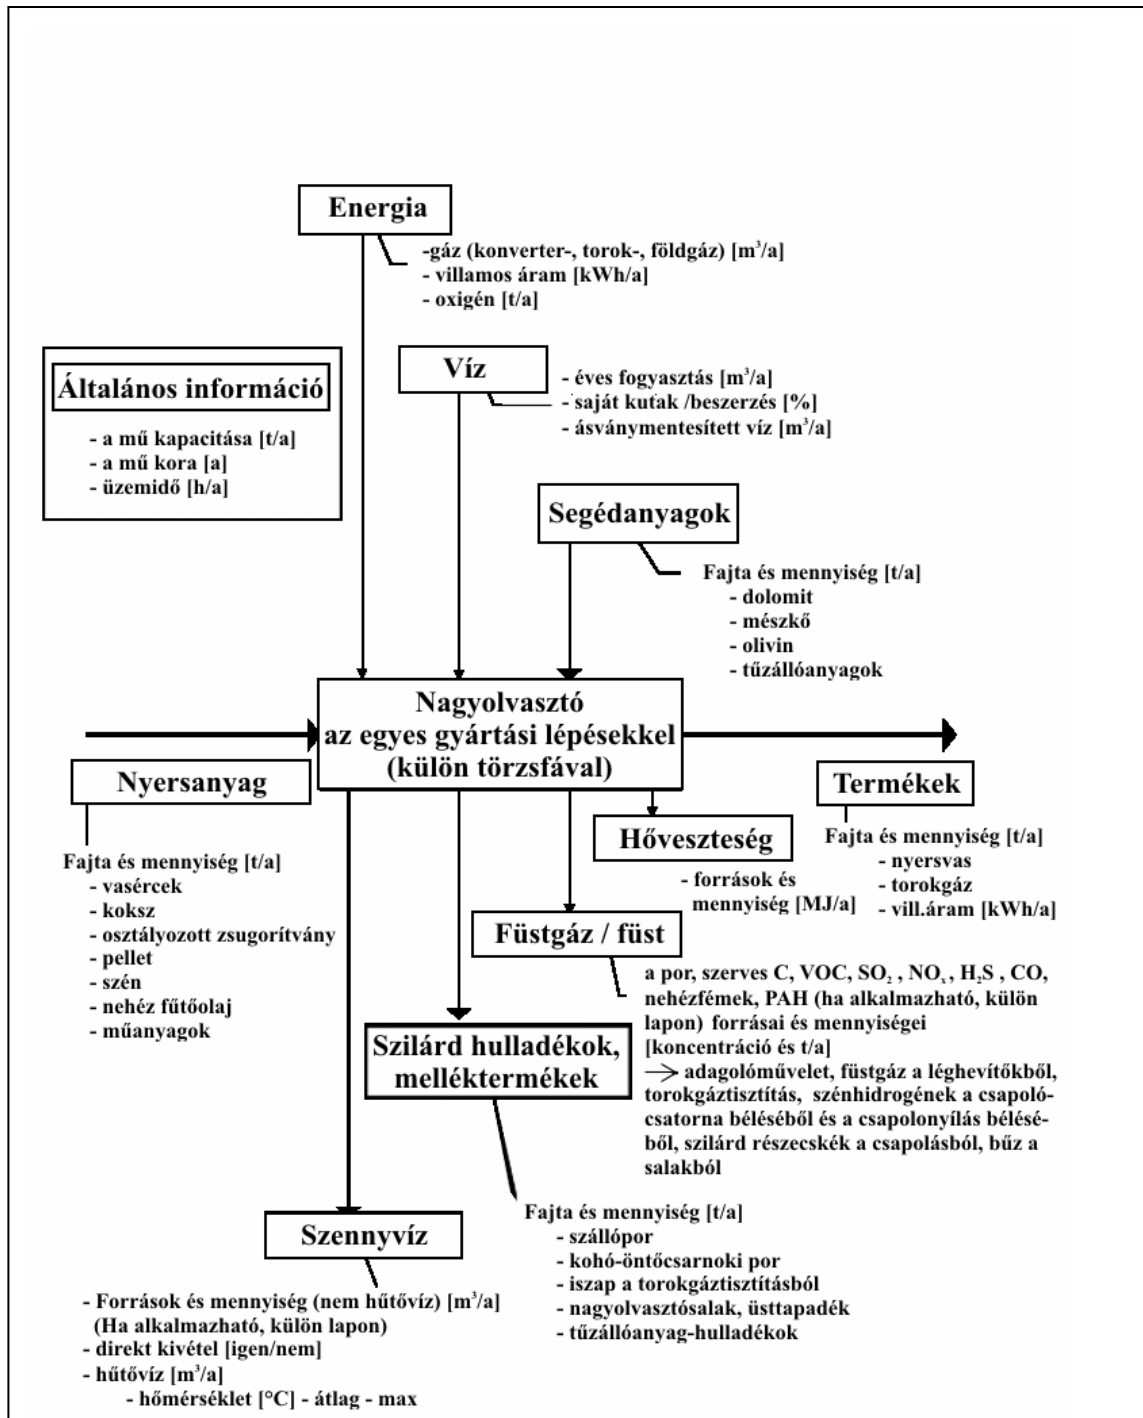 Energia
-gáz (konverter-, torok-, földgáz) [m³/a]
- villamos áram [kWh/a]
- oxigén [t/a]
Általános információ
- a mű kapacitása [t/a]
- a mű kora [a]
- üzemidő [h/a]
Víz
- éves fogyasztás [m³/a]
- saját kutak /beszerzés [%]
- ásványmentesített víz [m³/a]
Segédanyagok
Fajta és mennyiség [t/a]
- dolomit
- mészkő
- olivin
- tűzállóanyagok
Nagyolvasztó
az egyes gyártási lépésekkel
(külön törzsfával)
Nyersanyag
Fajta és mennyiség [t/a]
- vasércek
- koksz
- osztályozott zsugorítvány
- pellet
- szén
- nehéz fűtőolaj
- műanyagok
Termékek
Fajta és mennyiség [t/a]
- nyersvas
- torokgáz
- vill.áram [kWh/a]
Hőveszteség
- források és
mennyiség [MJ/a]
Füstgáz / füst
a por, szerves C, VOC, SO₂ , NOₓ, H₂S , CO,
nehézfémek, PAH (ha alkalmazható, külön
lapon) forrásai és mennyiségei
[koncentráció és t/a]
→ adagolóművelet, füstgáz a léghevítőkből,
torokgáztisztítás, szénhidrogének a csapoló-
csatorna béléséből és a csapolonyílás bélésé-
ből, szilárd részecskék a csapolásból, bűz a
salakból
Szilárd hulladékok,
melléktermékek
Fajta és mennyiség [t/a]
- szállópor
- kohó-öntőcsarnoki por
- iszap a torokgáztisztításból
- nagyolvasztósalak, üsttapadék
- tűzállóanyag-hulladékok
Szennyvíz
- Források és mennyiség (nem hűtővíz) [m³/a]
(Ha alkalmazható, külön lapon)
- direkt kivétel [igen/nem]
- hűtővíz [m³/a]
- hőmérséklet [°C] - átlag - max